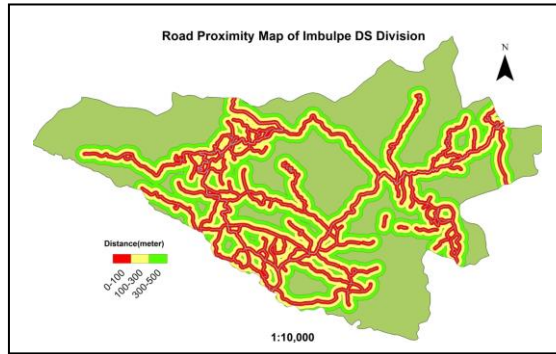 Road Proximity Map of Imbulpe DS Division
N
Distance(meter)
0-100
100-300
300-500
1:10,000